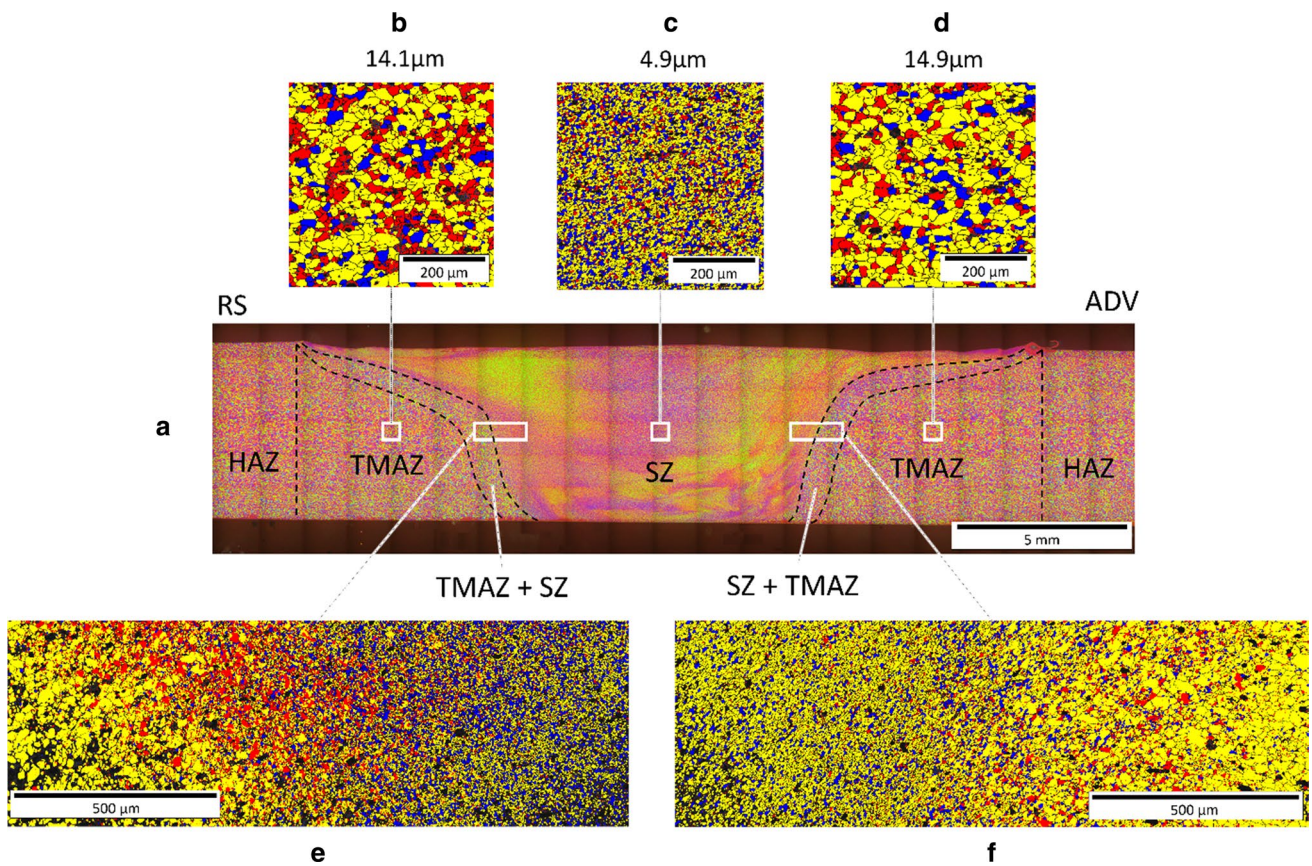 b
c
d
14.1µm
4.9µm
14.9µm
200 µm
200 µm
200 µm
RS
ADV
a
HAZ
TMAZ
SZ
TMAZ
HAZ
5 mm
TMAZ + SZ
SZ + TMAZ
500 µm
500 µm
e
f